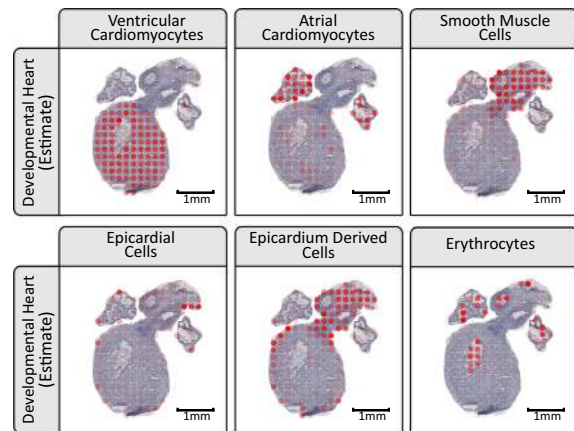 Ventricular
Cardiomyocytes
Atrial
Cardiomyocytes
Smooth Muscle
Cells
Developmental Heart
(Estimate)
1mm
1mm
1mm
Epicardial
Cells
Epicardium Derived
Cells
Erythrocytes
Developmental Heart
(Estimate)
1mm
1mm
1mm